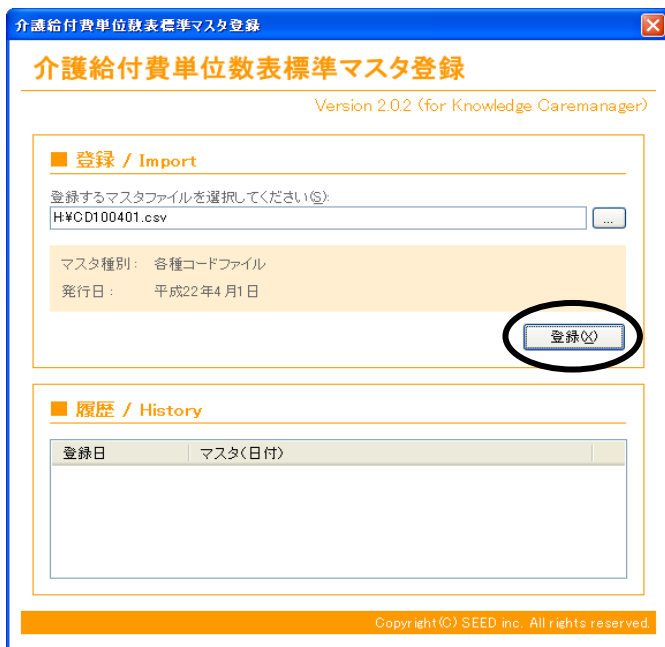 介護給付費単位数表標準マスタ登録
介護給付費単位数表標準マスタ登録
Version 2.0.2 (for Knowledge Caremanager)
■ 登録 / Import
登録するマスタファイルを選択してください(S):
H:¥CD100401.csv
...
マスタ種別： 各種コードファイル
発行日： 平成22年4月1日
登録(X)
■ 履歴 / History
登録日 マスタ(日付)
Copyright(C) SEED inc. All rights reserved.